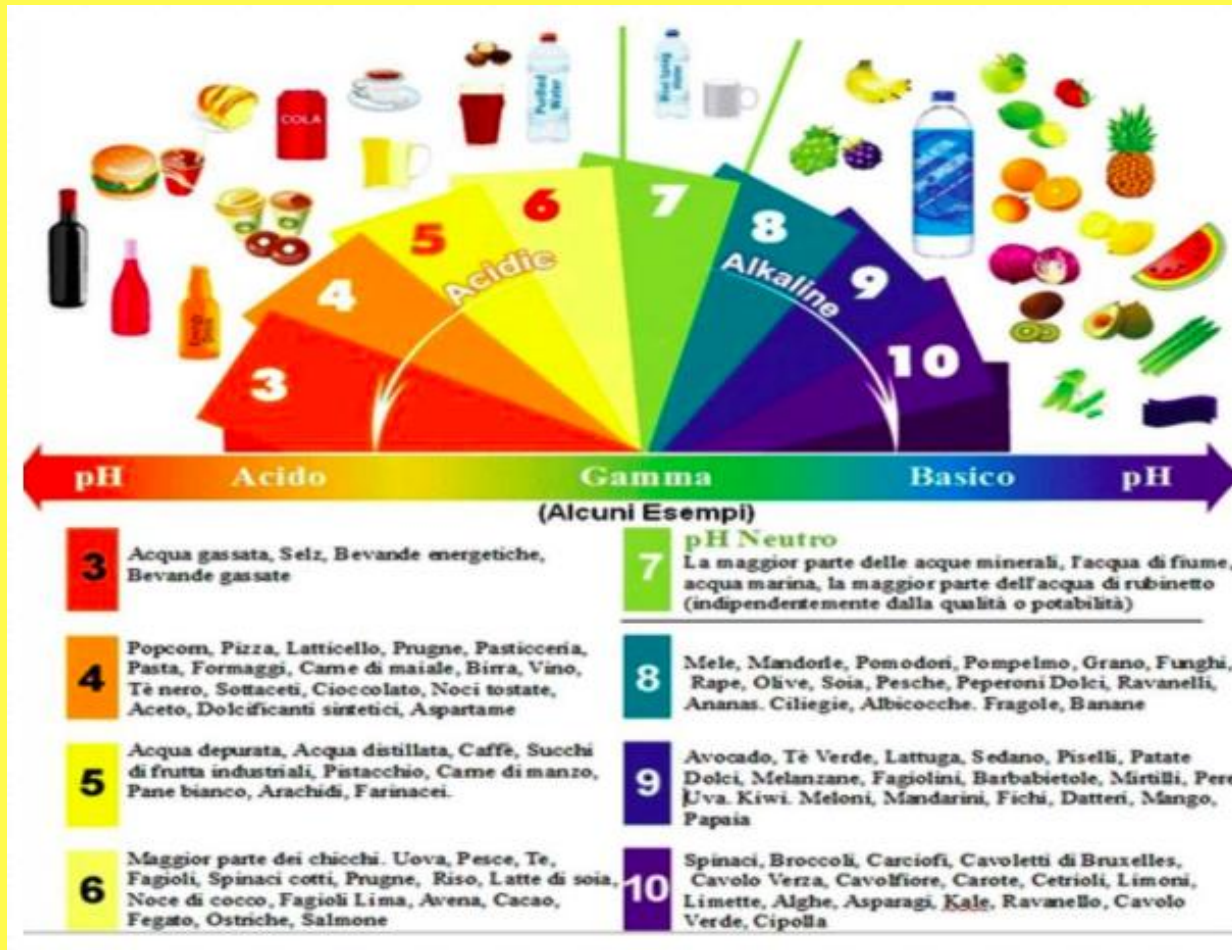 COLA
Purified
Water
Energy
Drink
3
4
5
6
7
8
9
10
Acidic
Alkaline
pH Acido Gamma Basico pH
(Alcuni Esempi)
3
Acqua gassata, Selz, Bevande energetiche,
Bevande gassate
4
Popcorn, Pizza, Latticello, Prugne, Pasticceria,
Pasta, Formaggi, Carne di maiale, Birra, Vino,
Tè nero, Sottaceti, Cioccolato, Noci tostate,
Aceto, Dolcificanti sintetici, Aspartame
5
Acqua depurata, Acqua distillata, Caffè, Succhi
di frutta industriali, Pistacchio, Carne di manzo,
Pane bianco, Arachidi, Farinacei.
6
Maggior parte dei chicchi. Uova, Pesce, Te,
Fagioli, Spinaci cotti, Prugne, Riso, Latte di soia,
Noce di cocco, Fagioli Lima, Avena, Cacao,
Fegato, Ostriche, Salmone
7
pH Neutro
La maggior parte delle acque minerali, l'acqua di fiume,
acqua marina, la maggior parte dell'acqua di rubinetto
(indipendentemente dalla qualità o potabilità)
8
Mele, Mandorle, Pomodori, Pompelmo, Grano, Funghi,
Rape, Olive, Soia, Pesche, Peperoni Dolci, Ravanelli,
Ananas. Ciliegie, Albicocche. Fragole, Banane
9
Avocado, Tè Verde, Lattuga, Sedano, Piselli, Patate
Dolci, Melanzane, Fagiolini, Barbabietole, Mirtilli, Pere
Uva. Kiwi. Meloni, Mandarini, Fichi, Datteri, Mango,
Papaia
10
Spinaci, Broccoli, Carciofi, Cavoletti di Bruxelles,
Cavolo Verza, Cavolfiore, Carote, Cetrioli, Limoni,
Limette, Alghe, Asparagi, Kale, Ravanello, Cavolo
Verde, Cipolla